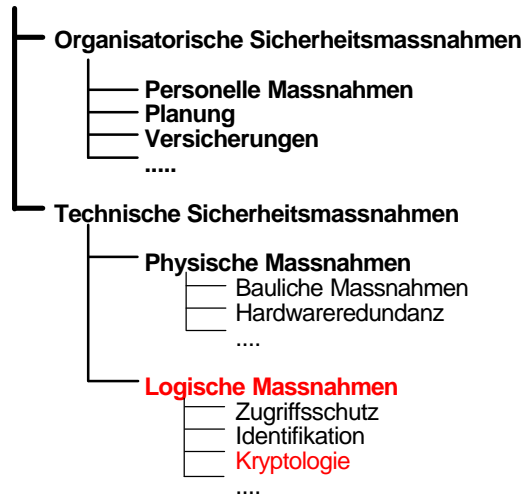 Organisatorische Sicherheitsmassnahmen
Personelle Massnahmen
Planung
Versicherungen
.....
Technische Sicherheitsmassnahmen
Physische Massnahmen
Bauliche Massnahmen
Hardwareredundanz
....
Logische Massnahmen
Zugriffsschutz
Identifikation
Kryptologie
....